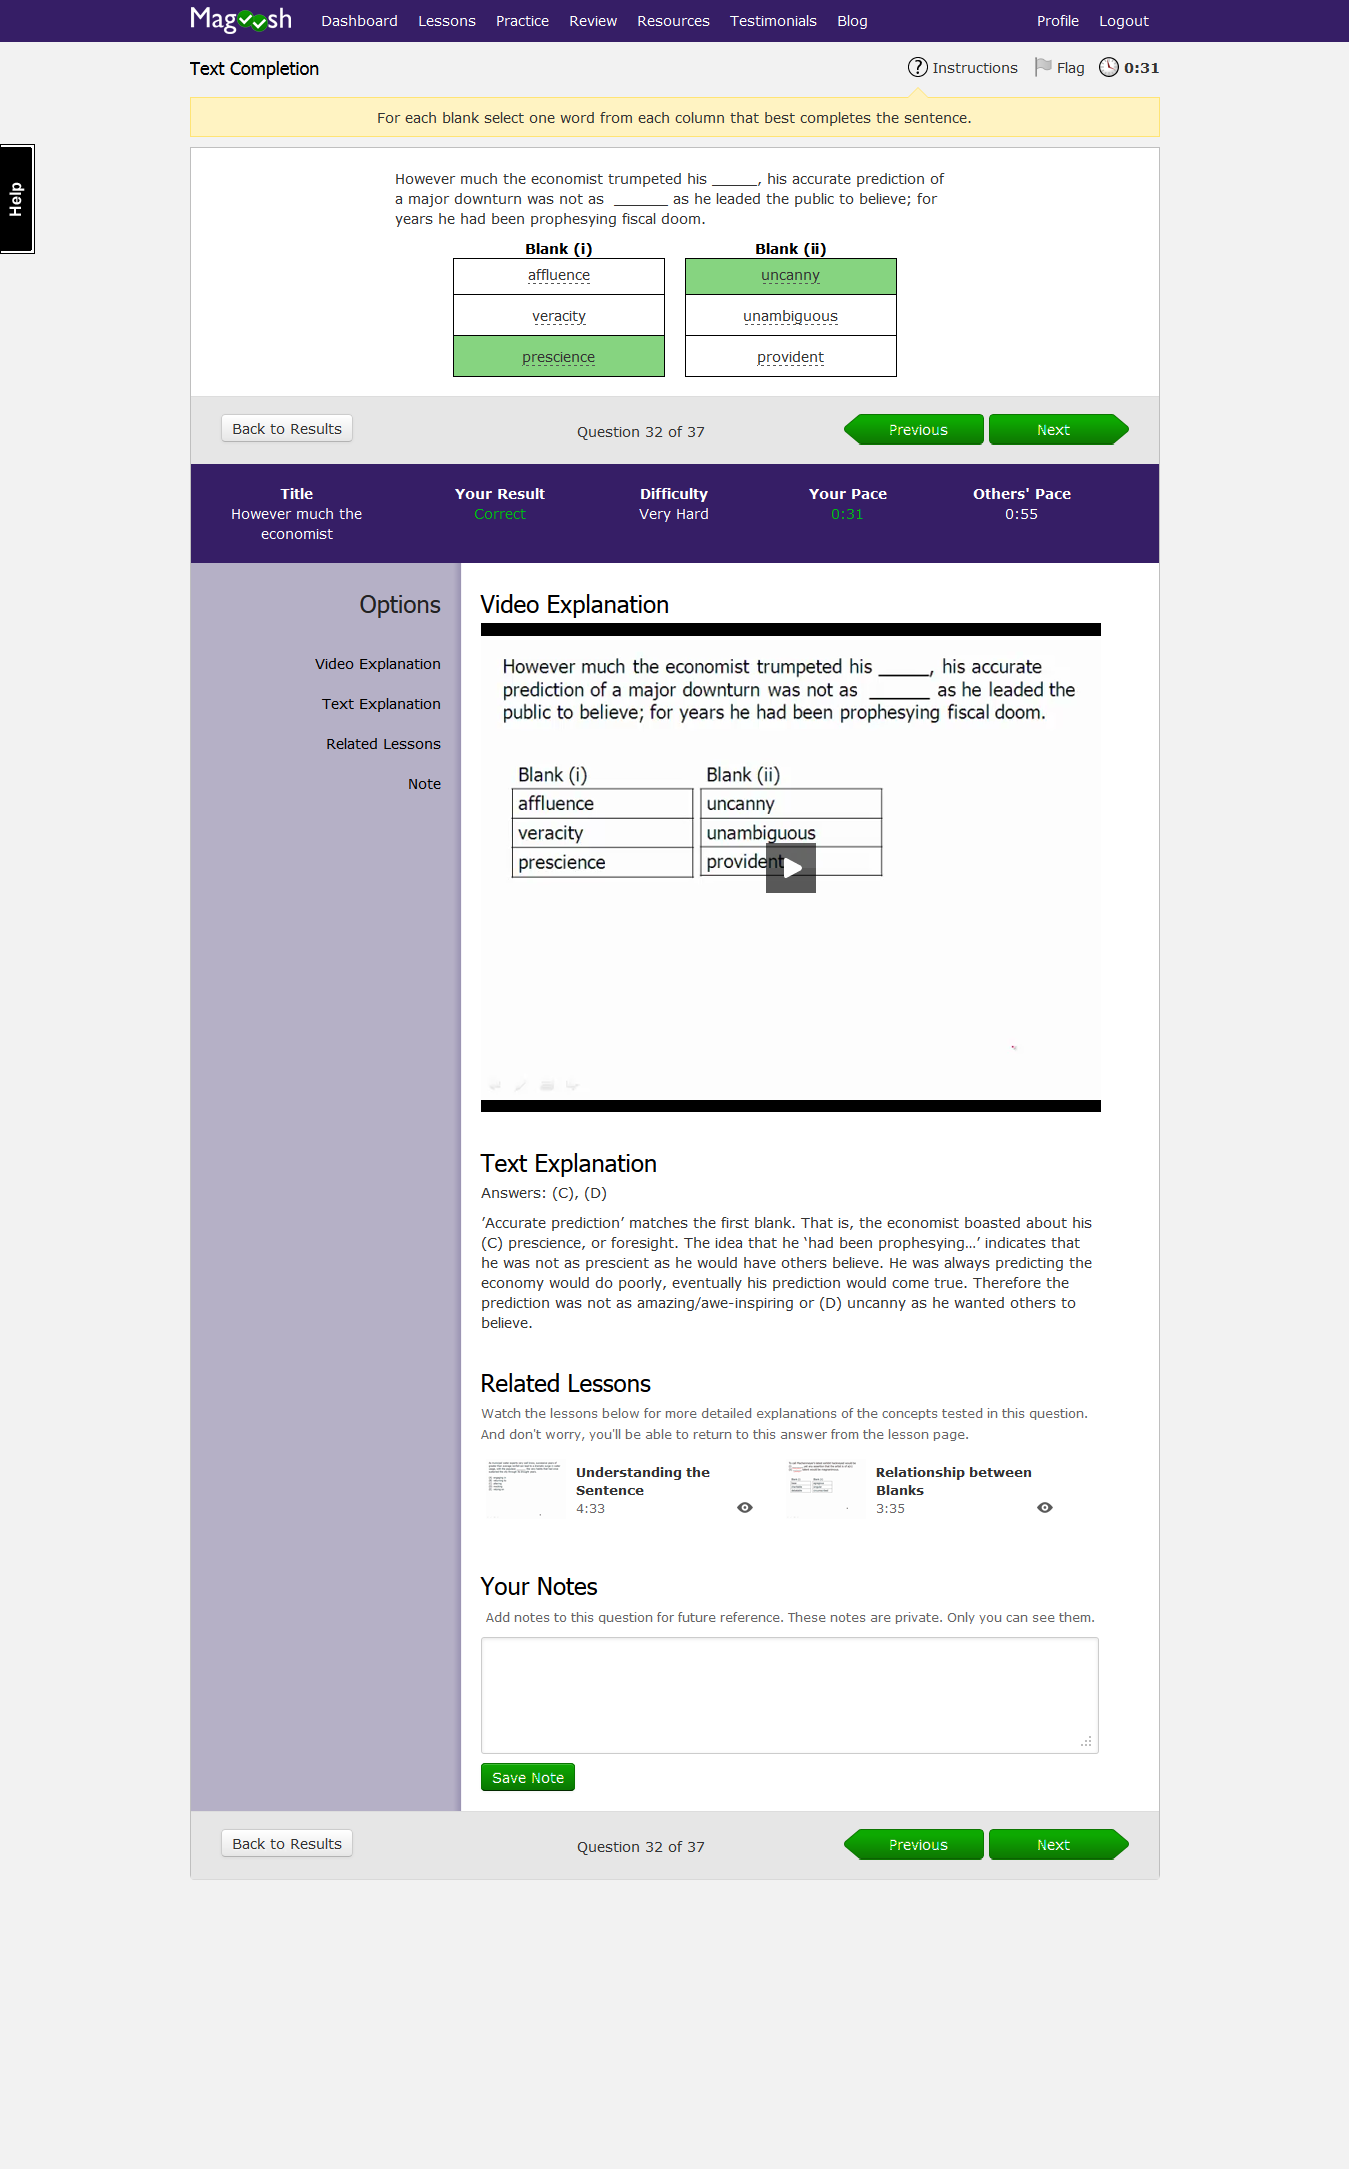 Magoosh Dashboard Lessons Practice Review Resources Testimonials Blog Profile Logout
Text Completion ? Instructions Flag 0:31
For each blank select one word from each column that best completes the sentence.
Help
However much the economist trumpeted his ______, his accurate prediction of
a major downturn was not as _______ as he leaded the public to believe; for
years he had been prophesying fiscal doom.
Blank (i) Blank (ii)
affluence uncanny
veracity unambiguous
prescience provident
Back to Results Question 32 of 37 Previous Next
Title Your Result Difficulty Your Pace Others' Pace
However much the Correct Very Hard 0:31 0:55
economist
Options
Video Explanation
Text Explanation
Related Lessons
Note
Video Explanation
However much the economist trumpeted his _____, his accurate
prediction of a major downturn was not as ______ as he leaded the
public to believe; for years he had been prophesying fiscal doom.
Blank (i) Blank (ii)
affluence uncanny
veracity unambiguous
prescience provident
Text Explanation
Answers: (C), (D)
’Accurate prediction’ matches the first blank. That is, the economist boasted about his
(C) prescience, or foresight. The idea that he ‘had been prophesying…’ indicates that
he was not as prescient as he would have others believe. He was always predicting the
economy would do poorly, eventually his prediction would come true. Therefore the
prediction was not as amazing/awe-inspiring or (D) uncanny as he wanted others to
believe.
Related Lessons
Watch the lessons below for more detailed explanations of the concepts tested in this question.
And don't worry, you'll be able to return to this answer from the lesson page.
Understanding the
Sentence
4:33
Relationship between
Blanks
3:35
Your Notes
Add notes to this question for future reference. These notes are private. Only you can see them.
Save Note
Back to Results Question 32 of 37 Previous Next